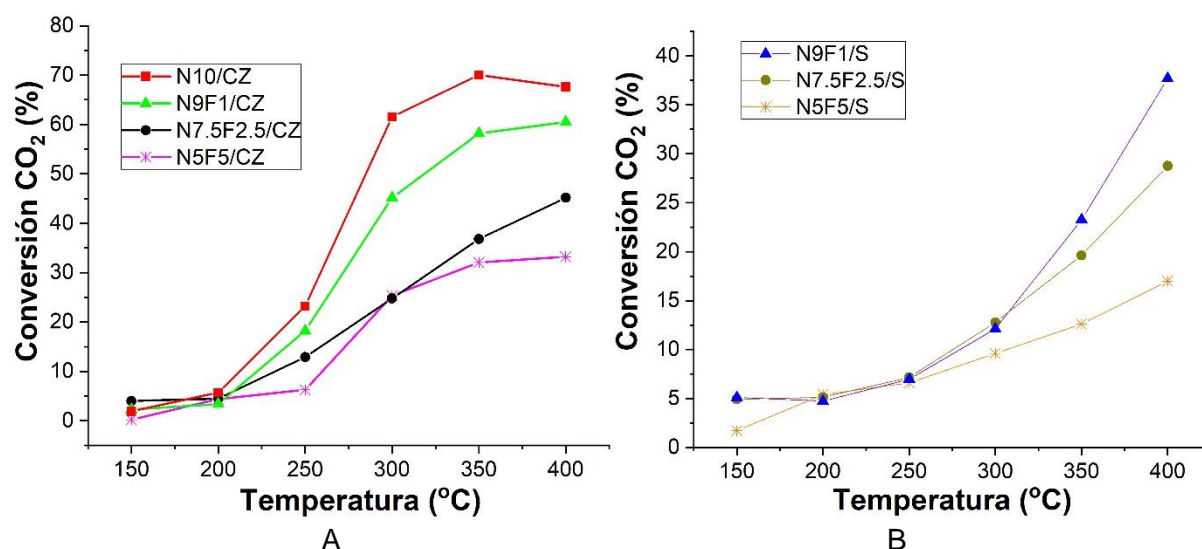 80
70
60
50
40
30
20
10
0
Conversión CO₂ (%)
N10/CZ
N9F1/CZ
N7.5F2.5/CZ
N5F5/CZ
150 200 250 300 350 400
Temperatura (°C)
A
40
35
30
25
20
15
10
5
0
Conversión CO₂ (%)
N9F1/S
N7.5F2.5/S
N5F5/S
150 200 250 300 350 400
Temperatura (°C)
B